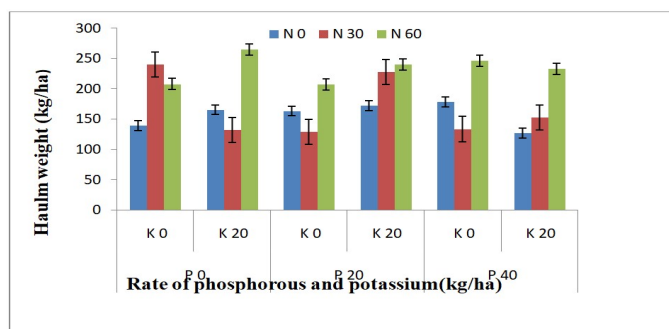 Haulm weight (kg/ha)
300
250
200
150
100
50
0
N 0 N 30 N 60
K 0 K 20 K 0 K 20 K 0 K 20
P 0 P 20 P 40
Rate of phosphorous and potassium(kg/ha)